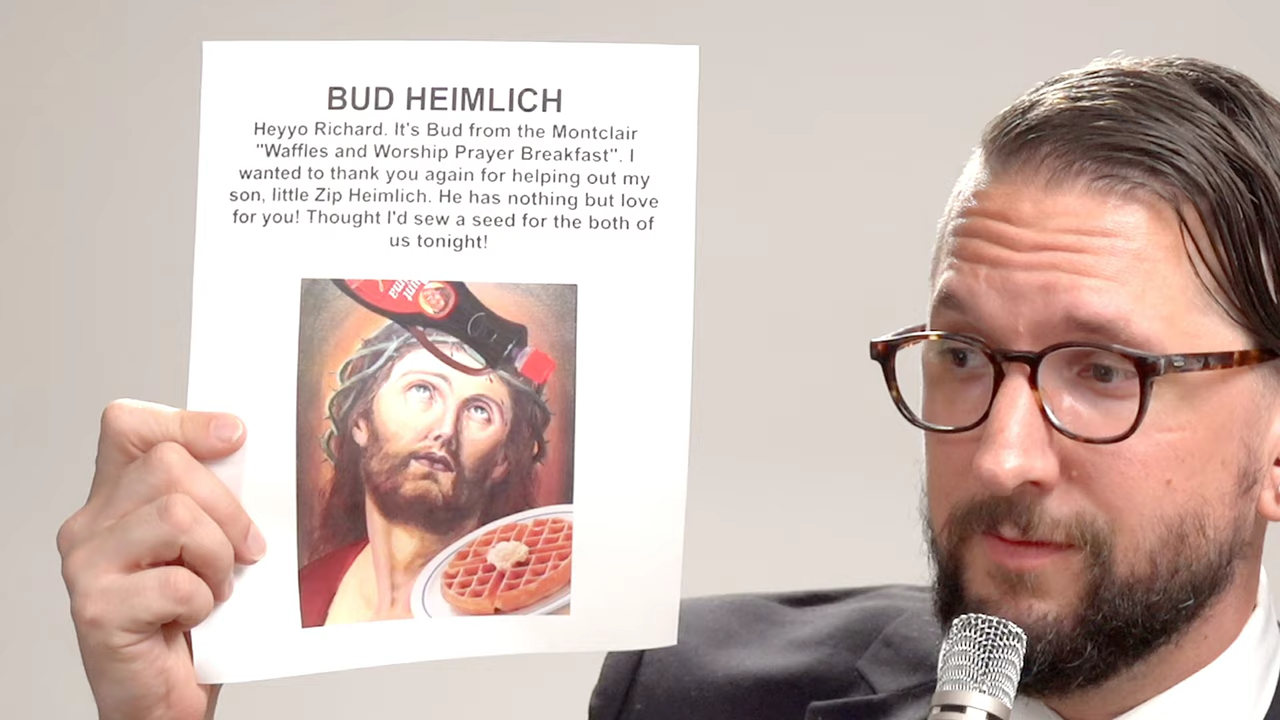 BUD HEIMLICH
Heyyo Richard. It's Bud from the Montclair
"Waffles and Worship Prayer Breakfast". I
wanted to thank you again for helping out my
son, little Zip Heimlich. He has nothing but love
for you! Thought I'd sew a seed for the both of
us tonight!